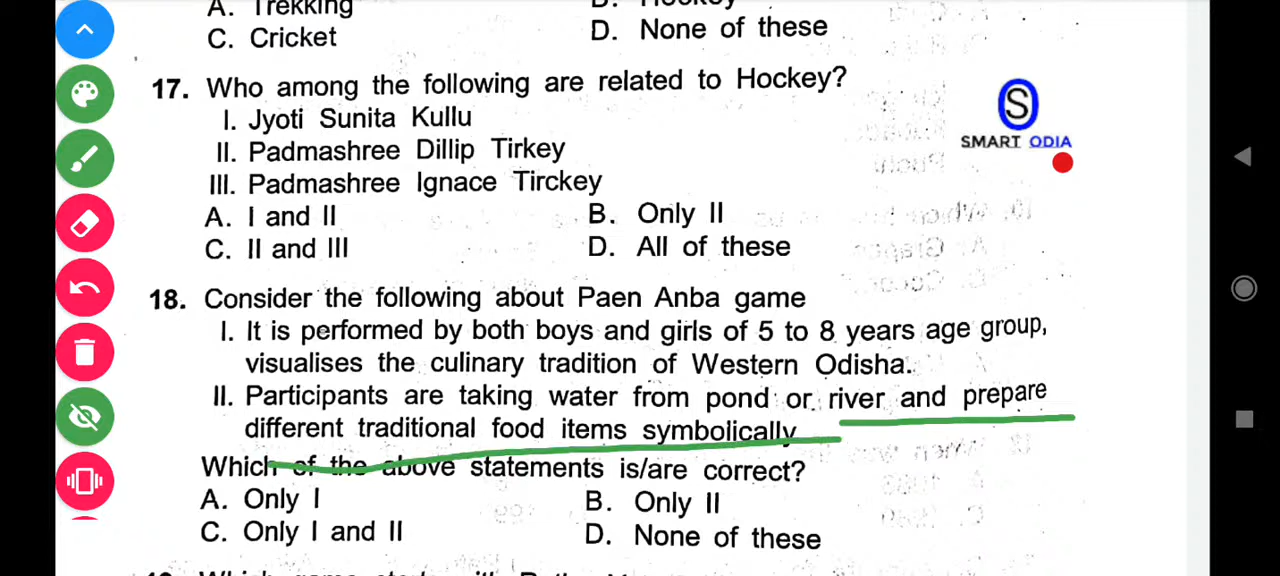 A. Trekking
B. Hockey
C. Cricket
D. None of these
17. Who among the following are related to Hockey?
I. Jyoti Sunita Kullu
II. Padmashree Dillip Tirkey
III. Padmashree Ignace Tirckey
A. I and II
B. Only II
C. II and III
D. All of these
S
SMART ODIA
18. Consider the following about Paen Anba game
I. It is performed by both boys and girls of 5 to 8 years age group,
visualises the culinary tradition of Western Odisha.
II. Participants are taking water from pond or river and prepare
different traditional food items symbolically
Which of the above statements is/are correct?
A. Only I
B. Only II
C. Only I and II
D. None of these